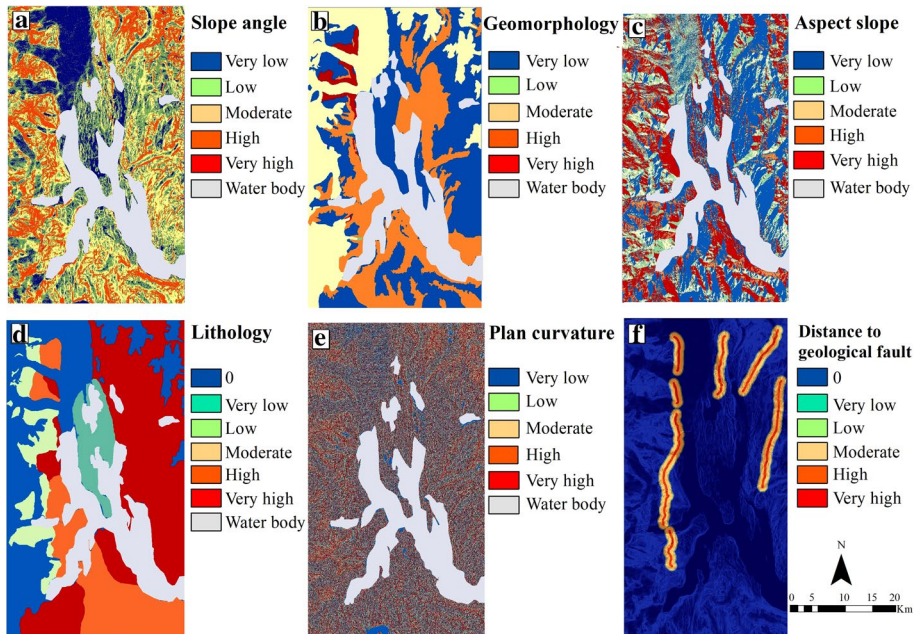 a
Slope angle
Very low
Low
Moderate
High
Very high
Water body
b
Geomorphology
Very low
Low
Moderate
High
Very high
Water body
c
Aspect slope
Very low
Low
Moderate
High
Very high
Water body
d
Lithology
0
Very low
Low
Moderate
High
Very high
Water body
e
Plan curvature
Very low
Low
Moderate
High
Very high
Water body
f
Distance to
geological fault
0
Very low
Low
Moderate
High
Very high
N
0 5 10 15 20
Km